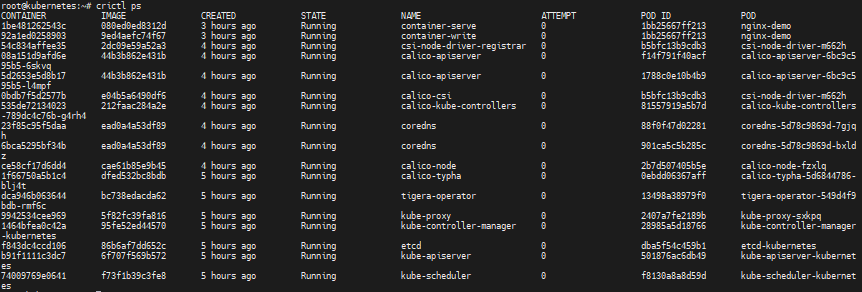 root@kubernetes:~# crictl ps
CONTAINER IMAGE CREATED STATE NAME ATTEMPT POD ID POD
1be481262543c 080ed0ed8312d 3 hours ago Running container-serve 0 1bb25667ff213 nginx-demo
92a1ed0258903 9ed4aefc74f67 3 hours ago Running container-write 0 1bb25667ff213 nginx-demo
54c834affee35 2dc09e59a52a3 4 hours ago Running csi-node-driver-registrar 0 b5bfc13b9cdb3 csi-node-driver-m662h
08a151d9afd6e 44b3b862e431b 4 hours ago Running calico-apiserver 0 f14f791f40acf calico-apiserver-6bc9c5
95b5-6skvq
5d2653e5d8b17 44b3b862e431b 4 hours ago Running calico-apiserver 0 1788c0e10b4b9 calico-apiserver-6bc9c5
95b5-l4mpf
0bdb7f5d2577b e04b5a6490df6 4 hours ago Running calico-csi 0 b5bfc13b9cdb3 csi-node-driver-m662h
535de72134023 212faac284a2e 4 hours ago Running calico-kube-controllers 0 81557919a5b7d calico-kube-controllers
-789dc4c76b-g4rh4
23f85c95f5daa ead0a4a53df89 4 hours ago Running coredns 0 88f0f47d02281 coredns-5d78c9869d-7gjq
h
6bca5295bf34b ead0a4a53df89 4 hours ago Running coredns 0 901ca5c5b285c coredns-5d78c9869d-bxld
z
ce58cf17d6dd4 cae61b85e9b45 4 hours ago Running calico-node 0 2b7d507405b5e calico-node-fzxlq
1f66750a5b1c4 dfed532bc8bdb 5 hours ago Running calico-typha 0 0ebdd06367aff calico-typha-5d6844786-
blj4t
dca946b063644 bc738edacda62 5 hours ago Running tigera-operator 0 13498a38979f0 tigera-operator-549d4f9
bdb-rmf6c
9942534cee969 5f82fc39fa816 5 hours ago Running kube-proxy 0 2407a7fe2189b kube-proxy-sxkpq
1464bfea0c42a 95fe52ed44570 5 hours ago Running kube-controller-manager 0 28985a5d18766 kube-controller-manager
-kubernetes
f843dc4ccd106 86b6af7dd652c 5 hours ago Running etcd 0 dba5f54c459b1 etcd-kubernetes
b91f1111c3dc7 6f707f569b572 5 hours ago Running kube-apiserver 0 501876ac6db49 kube-apiserver-kubernet
es
74009769e0641 f73f1b39c3fe8 5 hours ago Running kube-scheduler 0 f8130a8a8d59d kube-scheduler-kubernet
es